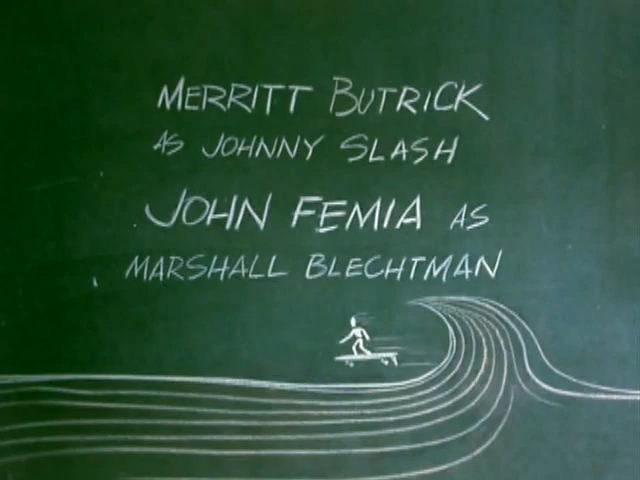 MERRITT BUTRICK
AS JOHNNY SLASH
JOHN FEMIA AS
MARSHALL BLECHTMAN